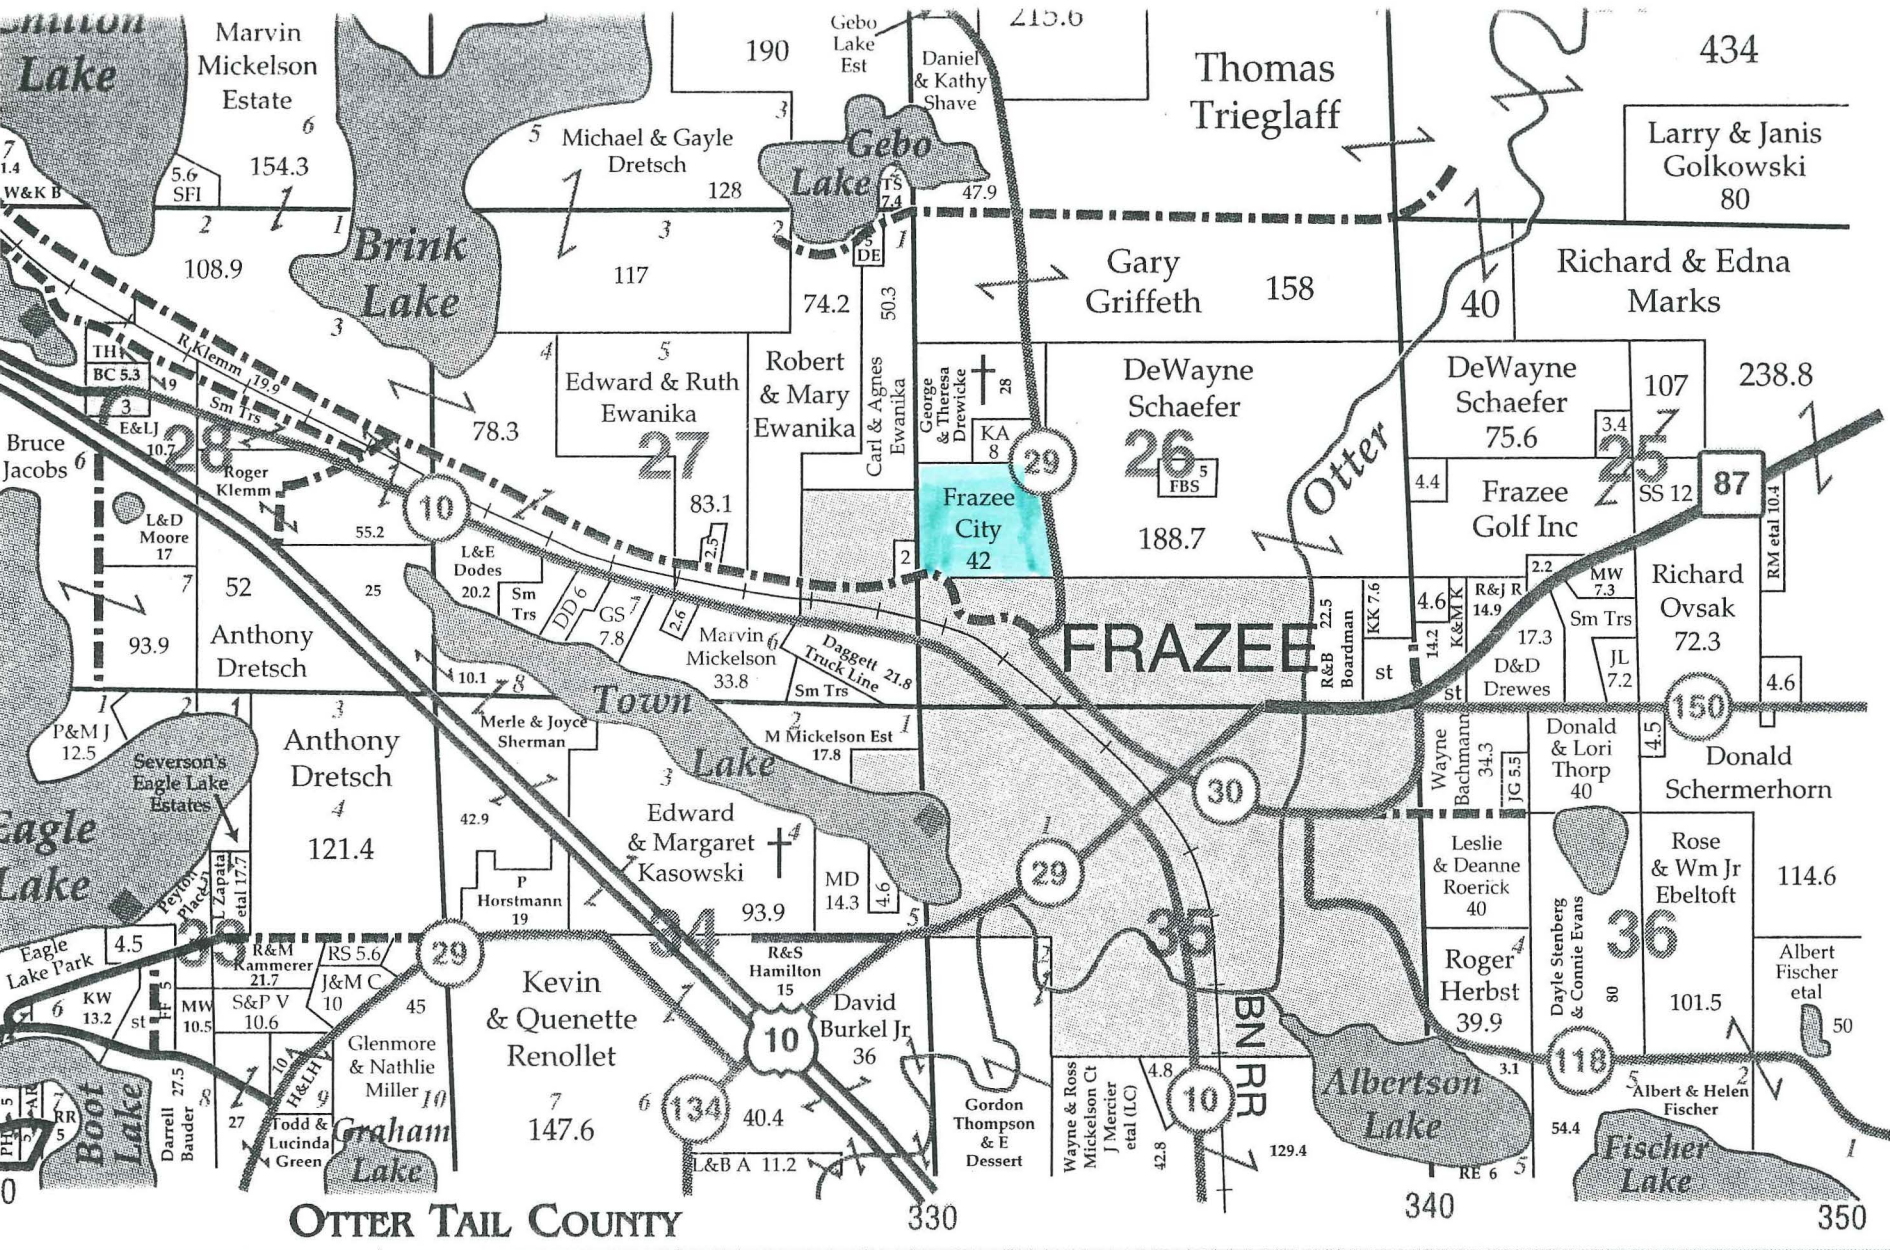 Lake
Marvin
Mickelson
Estate
6
154.3
5.6
SFI
7
1.4
W&K B
190
3
5
Michael & Gayle
Dretsch
128
Gebo
Lake
Est
Daniel
& Kathy
Shave
215.6
Gebo
Lake
TS
7.4
47.9
Thomas
Trieglaff
434
Larry & Janis
Golkowski
80
2
1
108.9
Brink
Lake
3
3
117
2
5
DE
1
74.2
50.3
Carl & Agnes
Ewanika
Gary
Griffeth
158
40
Richard & Edna
Marks
TH
BC 5.3
19
3
E&LJ
10.7
R Klemm 19.9
Sm Trs
28
Bruce
Jacobs
6
Roger
Klemm
55.2
78.3
4
5
Edward & Ruth
Ewanika
27
83.1
2.5
Robert
& Mary
Ewanika
George
& Theresa
Drewicke
28
KA
8
29
Frazee
City
42
2
DeWayne
Schaefer
26
5
FBS
188.7
Otter
DeWayne
Schaefer
75.6
107
3.4
25
238.8
4.4
Frazee
Golf Inc
SS 12
87
RM etal 10.4
10
L&D
Moore
17
7
93.9
52
25
Anthony
Dretsch
L&E
Dodes
20.2
Sm
Trs
DD 6
GS
7
7.8
2.6
Marvin
Mickelson
33.8
6
Daggett
Truck Line
21.8
Sm Trs
10.1
8
FRAZEE
R&B
Boardman
22.5
KK 7.6
st
4.6
14.2
K&M K
R&J R
14.9
2.2
MW
7.3
Sm Trs
17.3
D&D
Drewes
JL
7.2
st
Richard
Ovsak
72.3
4.6
150
1
P&M J
12.5
2
1
Severson's
Eagle Lake
Estates
3
Anthony
Dretsch
4
121.4
Merle & Joyce
Sherman
42.9
Town
Lake
2
1
M Mickelson Est
17.8
3
Edward
& Margaret
Kasowski
4
93.9
MD
14.3
4.6
5
30
1
29
Wayne
Bachmann
34.3
JG 5.5
Donald
& Lori
Thorp
40
4.5
Donald
Schermerhorn
Eagle
Lake
Peyton
Place
L Zapata
etal 17.7
P
Horstmann
19
34
35
Leslie
& Deanne
Roerick
40
Dayle Stenberg
& Connie Evans
80
36
Rose
& Wm Jr
Ebeltoft
101.5
114.6
Eagle
Lake Park
4.5
33
R&M
Kammerer
21.7
RS 5.6
J&M C
10
29
45
6
KW
13.2
st
FF 5
MW
10.5
S&P V
10.6
Kevin
& Quenette
Renollet
7
147.6
R&S
Hamilton
15
10
David
Burkel Jr
36
2
4
Roger
Herbst
39.9
Albert
Fischer
etal
50
Glenmore
& Nathlie
Miller
10
10 A
H&LH
9
Todd &
Lucinda
Green
27
8
27.5
Darrell
Bauder
Boot
Lake
5
AR
RR
5
PH
Graham
Lake
6
134
40.4
L&B A 11.2
Gordon
Thompson
& E
Dessert
Wayne & Ross
Mickelson Ct
J Mercier
etal (LC)
42.8
4.8
10
BN RR
129.4
Albertson
Lake
3.1
118
5
Albert & Helen
Fischer
2
54.4
RE 6
5
Fischer
Lake
1
0
OTTER TAIL COUNTY
330
340
350